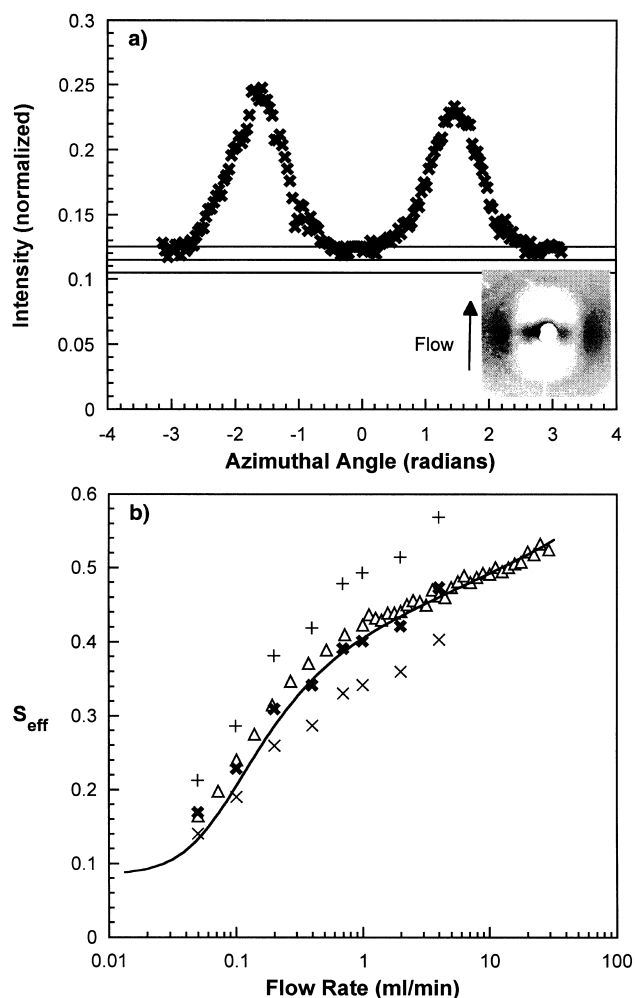 a)
0.3
0.25
0.2
0.15
0.1
0.05
0
Intensity (normalized)
Flow
-4 -3 -2 -1 0 1 2 3 4
Azimuthal Angle (radians)
b)
0.6
0.5
0.4
0.3
0.2
0.1
0
Seff
0.01 0.1 1 10 100
Flow Rate (ml/min)